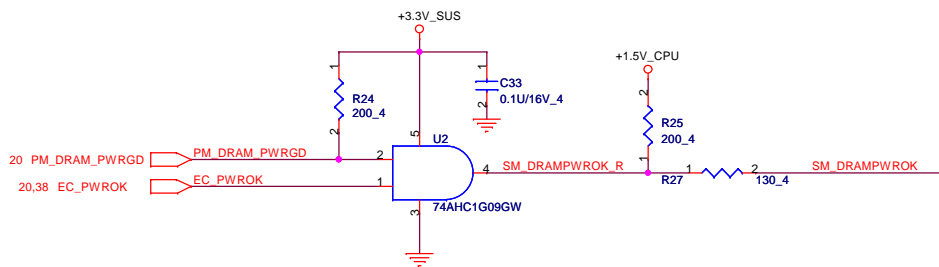 +3.3V_SUS
+1.5V_CPU
1
R24
200_4
2
1
C33
0.1U/16V_4
2
2
R25
200_4
1
5
U2
20 PM_DRAM_PWRGD
PM_DRAM_PWRGD
2
4
SM_DRAMPWROK_R
R27
1
2
130_4
SM_DRAMPWROK
20,38 EC_PWROK
EC_PWROK
1
3
74AHC1G09GW